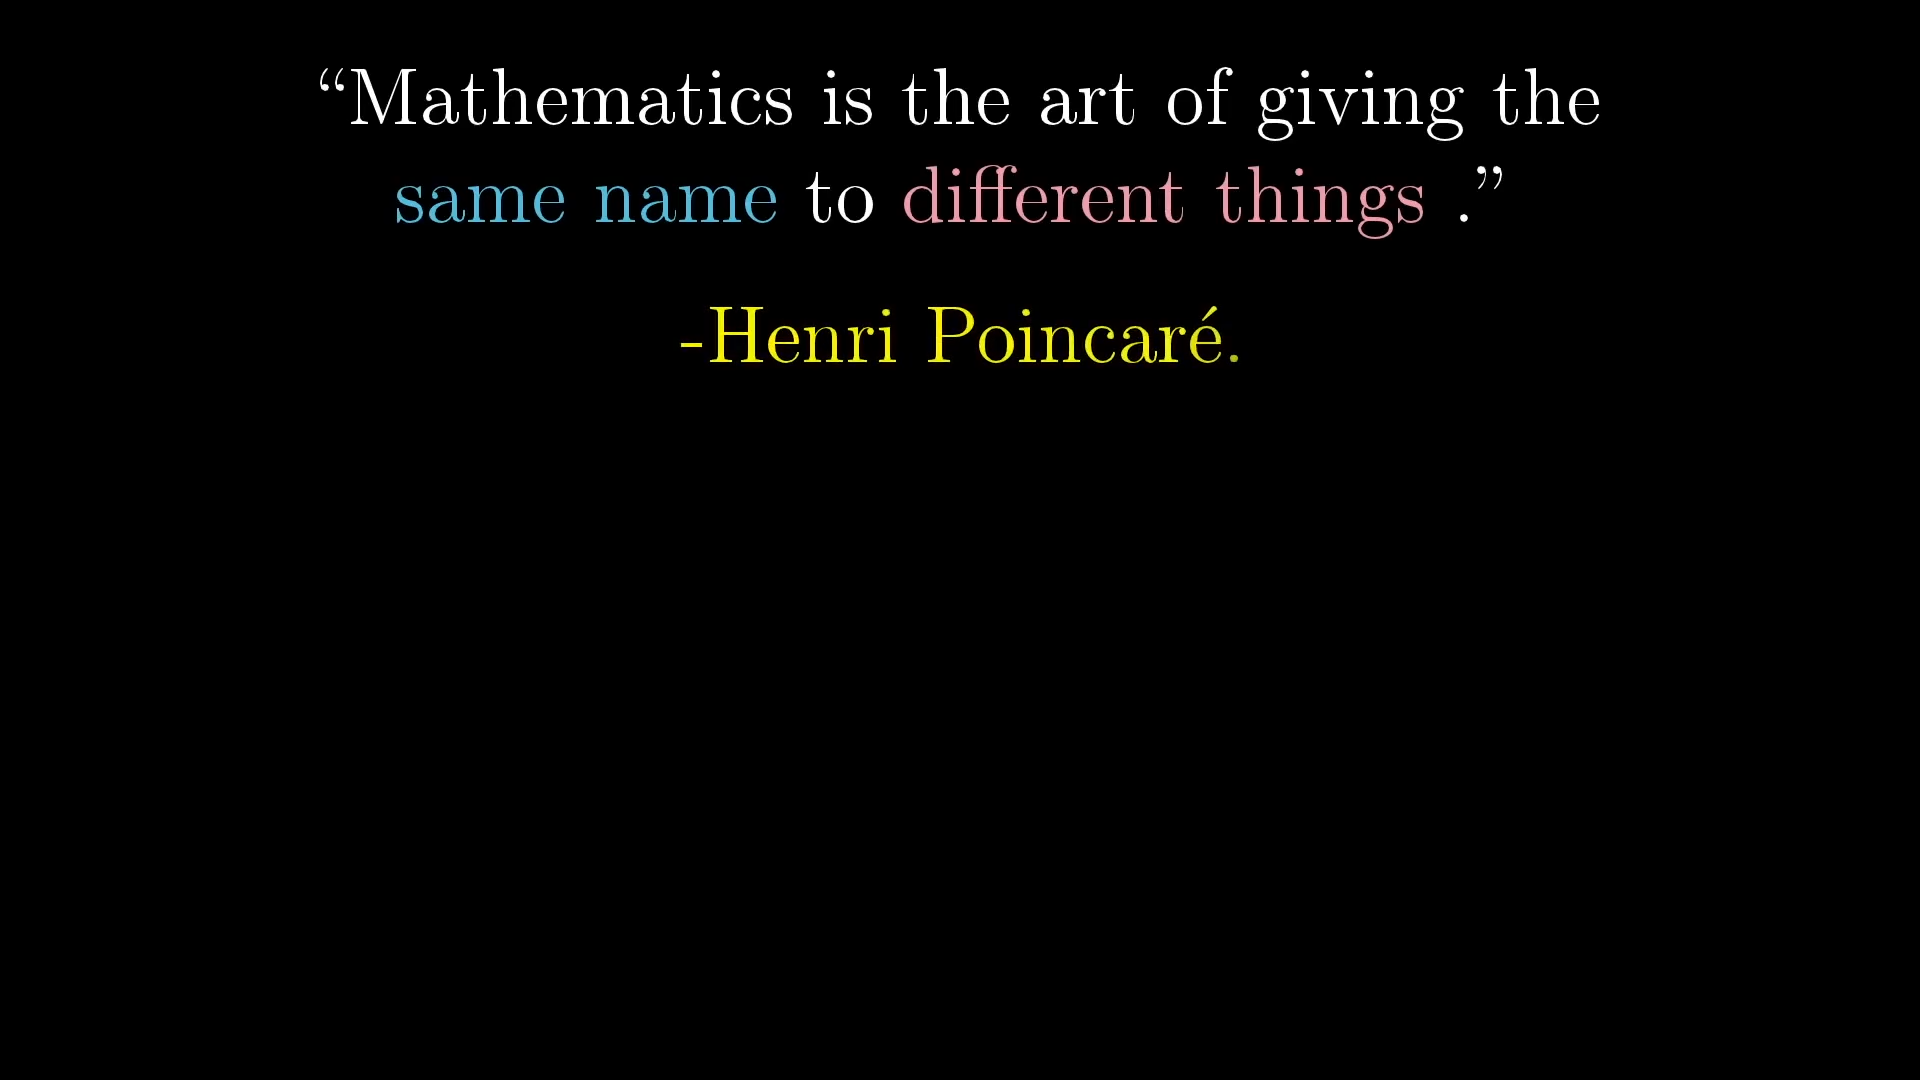 “Mathematics is the art of giving the
same name to different things .”
-Henri Poincaré.